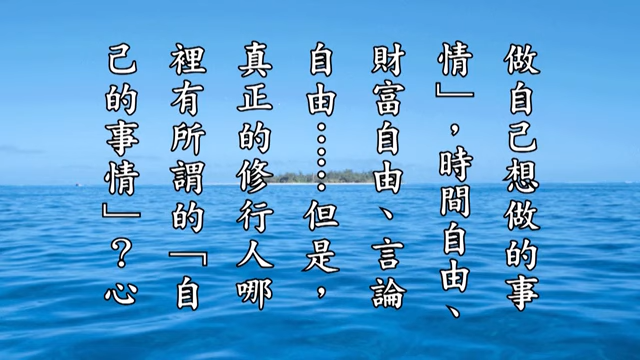 做自己想做的事
情」，時間自由、
財富自由、言論
自由……但是，
真正的修行人哪
裡有所謂的「自
己的事情」？心